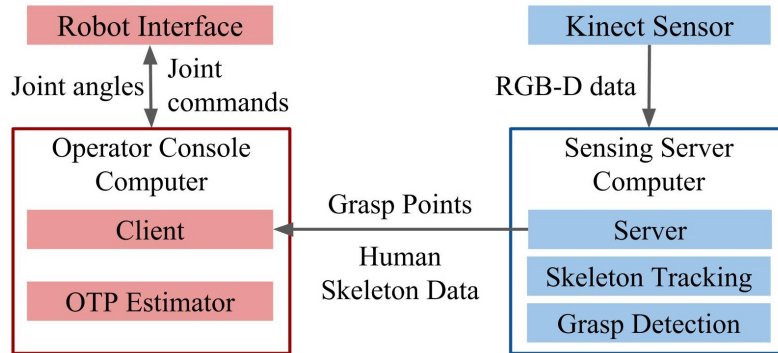 Robot Interface
Kinect Sensor
Joint angles
Joint
commands
RGB-D data
Operator Console
Computer
Client
OTP Estimator
Grasp Points
Human
Skeleton Data
Sensing Server
Computer
Server
Skeleton Tracking
Grasp Detection